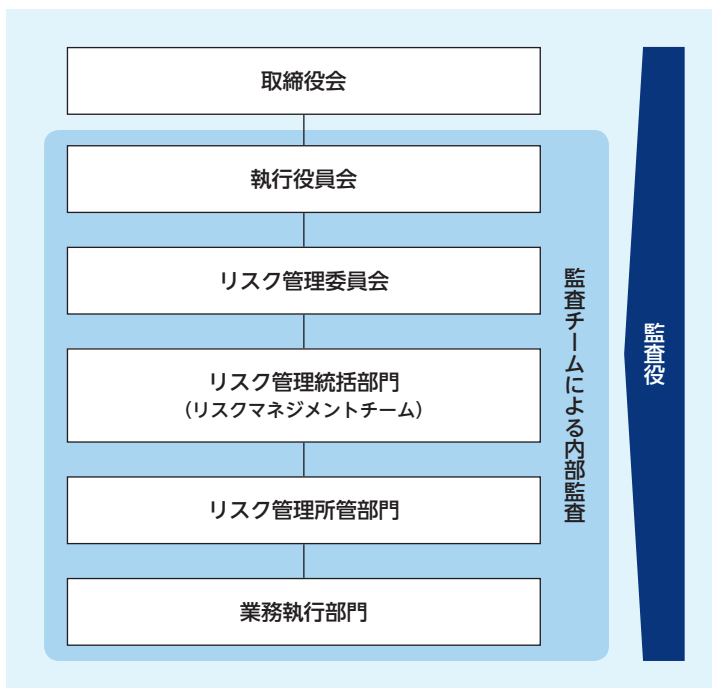 取締役会
執行役員会
リスク管理委員会
リスク管理統括部門
（リスクマネジメントチーム）
リスク管理所管部門
業務執行部門
監査チームによる内部監査
監査役